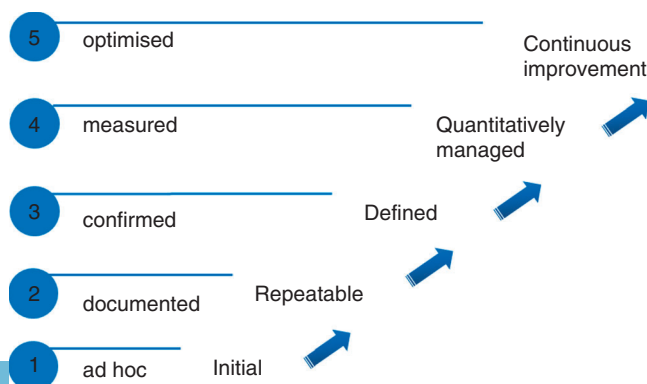 5 optimised
Continuous
improvement
4 measured
Quantitatively
managed
3 confirmed
Defined
2 documented
Repeatable
1 ad hoc
Initial